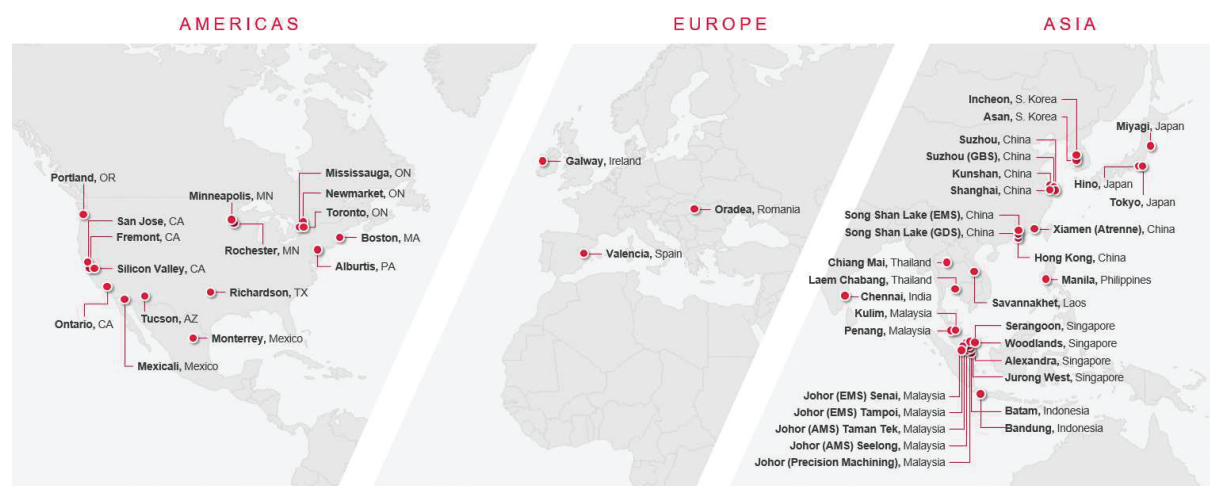 AMERICAS
EUROPE
ASIA
Portland, OR
Minneapolis, MN
Mississauga, ON
Newmarket, ON
Toronto, ON
San Jose, CA
Fremont, CA
Rochester, MN
Boston, MA
Silicon Valley, CA
Alburtis, PA
Richardson, TX
Ontario, CA
Tucson, AZ
Monterrey, Mexico
Mexicali, Mexico
Galway, Ireland
Oradea, Romania
Valencia, Spain
Incheon, S. Korea
Asan, S. Korea
Miyagi, Japan
Suzhou, China
Suzhou (GBS), China
Kunshan, China
Shanghai, China
Hino, Japan
Tokyo, Japan
Song Shan Lake (EMS), China
Song Shan Lake (GDS), China
Xiamen (Atrenne), China
Hong Kong, China
Chiang Mai, Thailand
Laem Chabang, Thailand
Manila, Philippines
Chennai, India
Savannakhet, Laos
Kulim, Malaysia
Penang, Malaysia
Serangoon, Singapore
Woodlands, Singapore
Alexandra, Singapore
Jurong West, Singapore
Johor (EMS) Senai, Malaysia
Johor (EMS) Tampoi, Malaysia
Johor (AMS) Taman Tek, Malaysia
Johor (AMS) Seelong, Malaysia
Johor (Precision Machining), Malaysia
Batam, Indonesia
Bandung, Indonesia